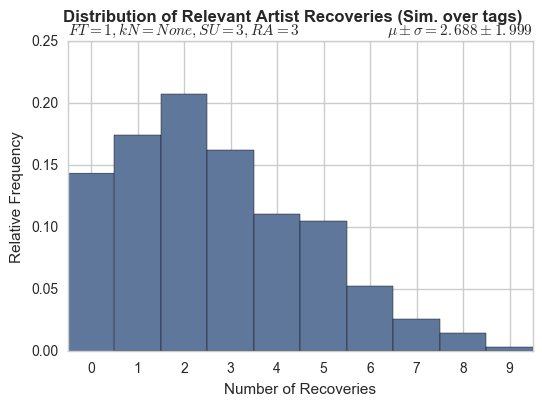 Distribution of Relevant Artist Recoveries (Sim. over tags)
FT = 1, kN = None, SU = 3, RA = 3 μ ± σ = 2.688 ± 1.999
0.25
0.20
0.15
0.10
0.05
0.00
Relative Frequency
0 1 2 3 4 5 6 7 8 9
Number of Recoveries